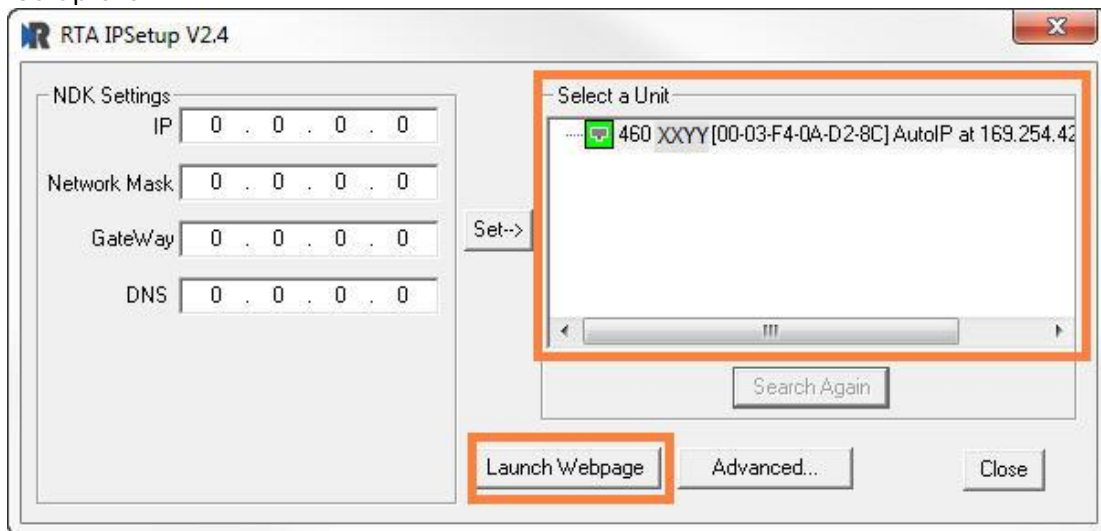 RTA IPSetup V2.4
NDK Settings
IP 0 . 0 . 0 . 0
Network Mask 0 . 0 . 0 . 0
GateWay 0 . 0 . 0 . 0
DNS 0 . 0 . 0 . 0
Set-->
Select a Unit
460 XXYY [00-03-F4-0A-D2-8C] AutoIP at 169.254.42
Search Again
Launch Webpage
Advanced...
Close